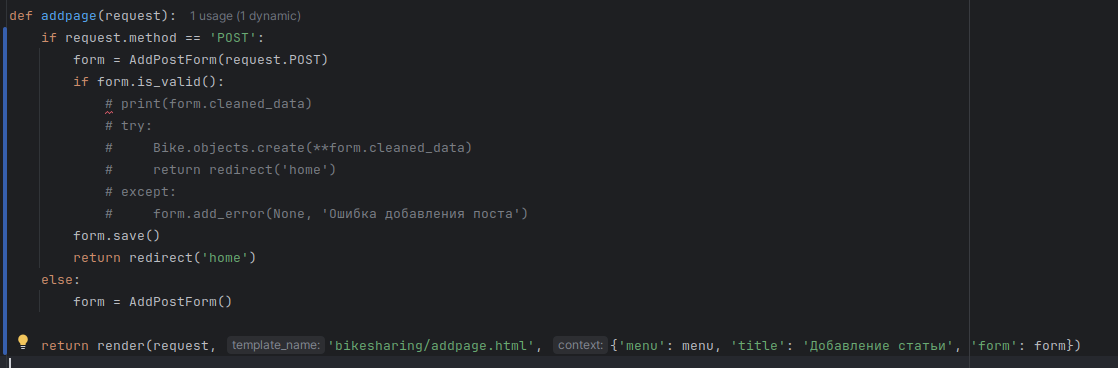 def addpage(request):  1 usage (1 dynamic)
    if request.method == 'POST':
        form = AddPostForm(request.POST)
        if form.is_valid():
            # print(form.cleaned_data)
            # try:
            #     Bike.objects.create(**form.cleaned_data)
            #     return redirect('home')
            # except:
            #     form.add_error(None, 'Ошибка добавления поста')
        form.save()
        return redirect('home')
    else:
        form = AddPostForm()
    return render(request, template_name: 'bikesharing/addpage.html', context: {'menu': menu, 'title': 'Добавление статьи', 'form': form})